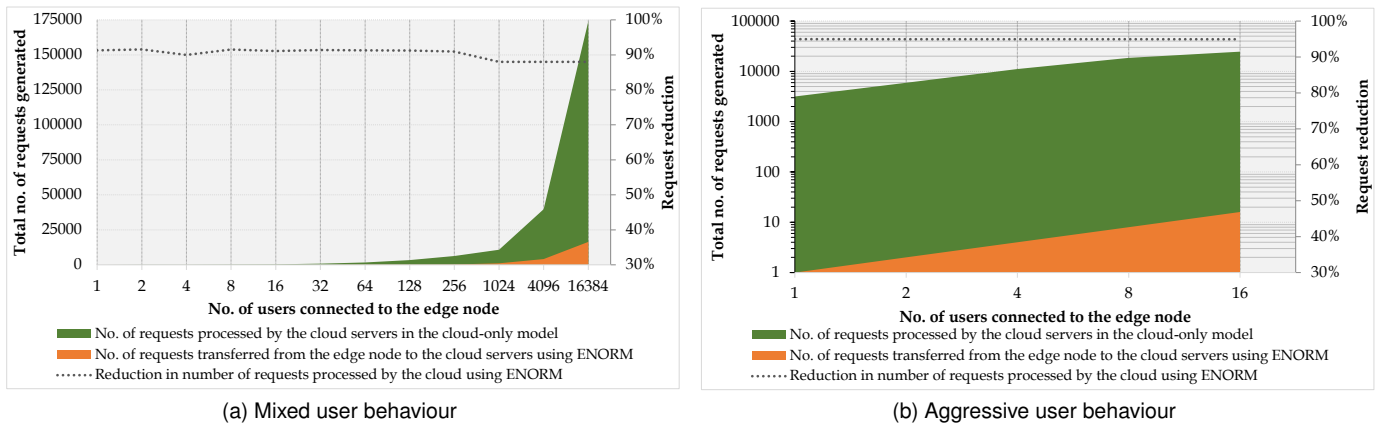 175000
150000
125000
100000
75000
50000
25000
0
Total no. of requests generated
100%
90%
80%
70%
60%
50%
40%
30%
Request reduction
1 2 4 8 16 32 64 128 256 1024 4096 16384
No. of users connected to the edge node
No. of requests processed by the cloud servers in the cloud-only model
No. of requests transferred from the edge node to the cloud servers using ENORM
Reduction in number of requests processed by the cloud using ENORM
(a) Mixed user behaviour
100000
10000
1000
100
10
1
Total no. of requests generated
100%
90%
80%
70%
60%
50%
40%
30%
Request reduction
1 2 4 8 16
No. of users connected to the edge node
No. of requests processed by the cloud servers in the cloud-only model
No. of requests transferred from the edge node to the cloud servers using ENORM
Reduction in number of requests processed by the cloud using ENORM
(b) Aggressive user behaviour